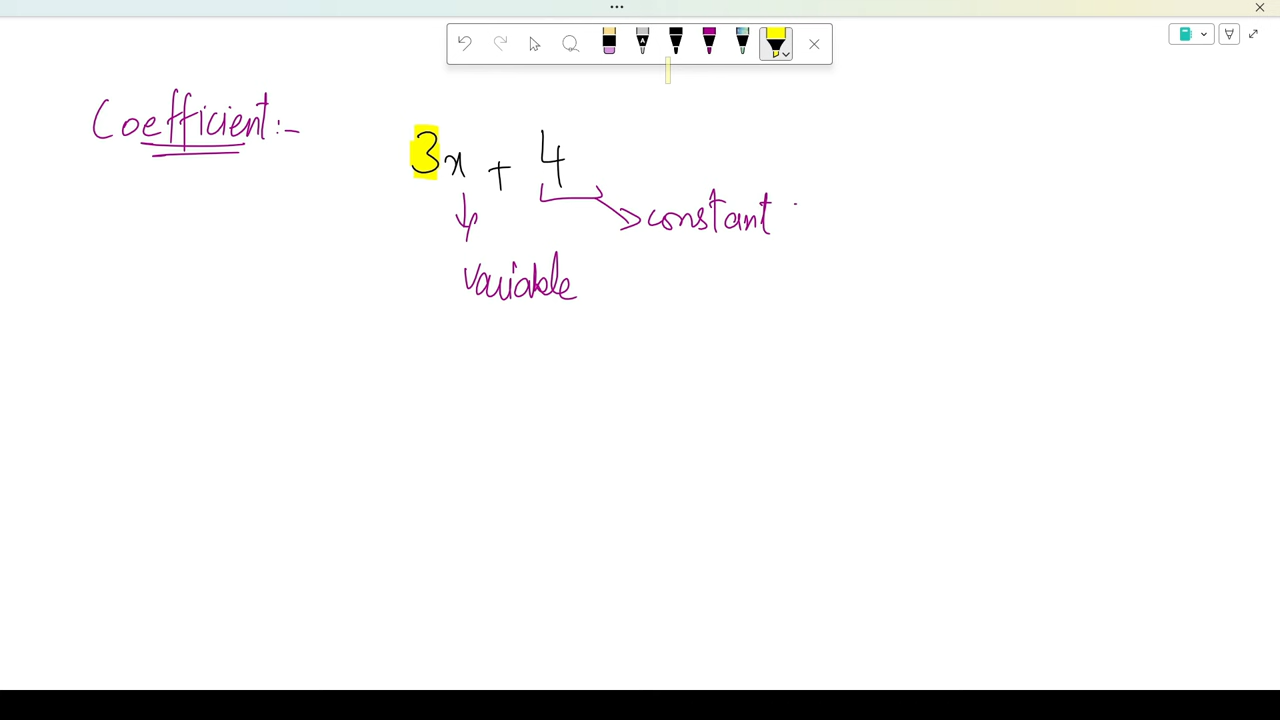 Coefficient:-
3x + 4
constant
variable